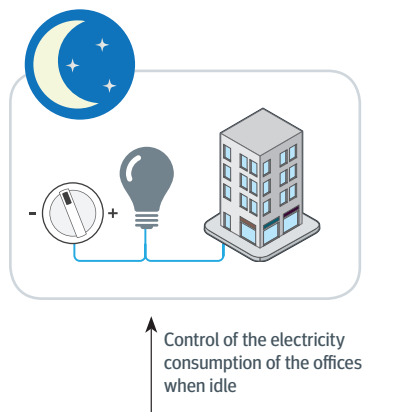 - +
Control of the electricity
consumption of the offices
when idle